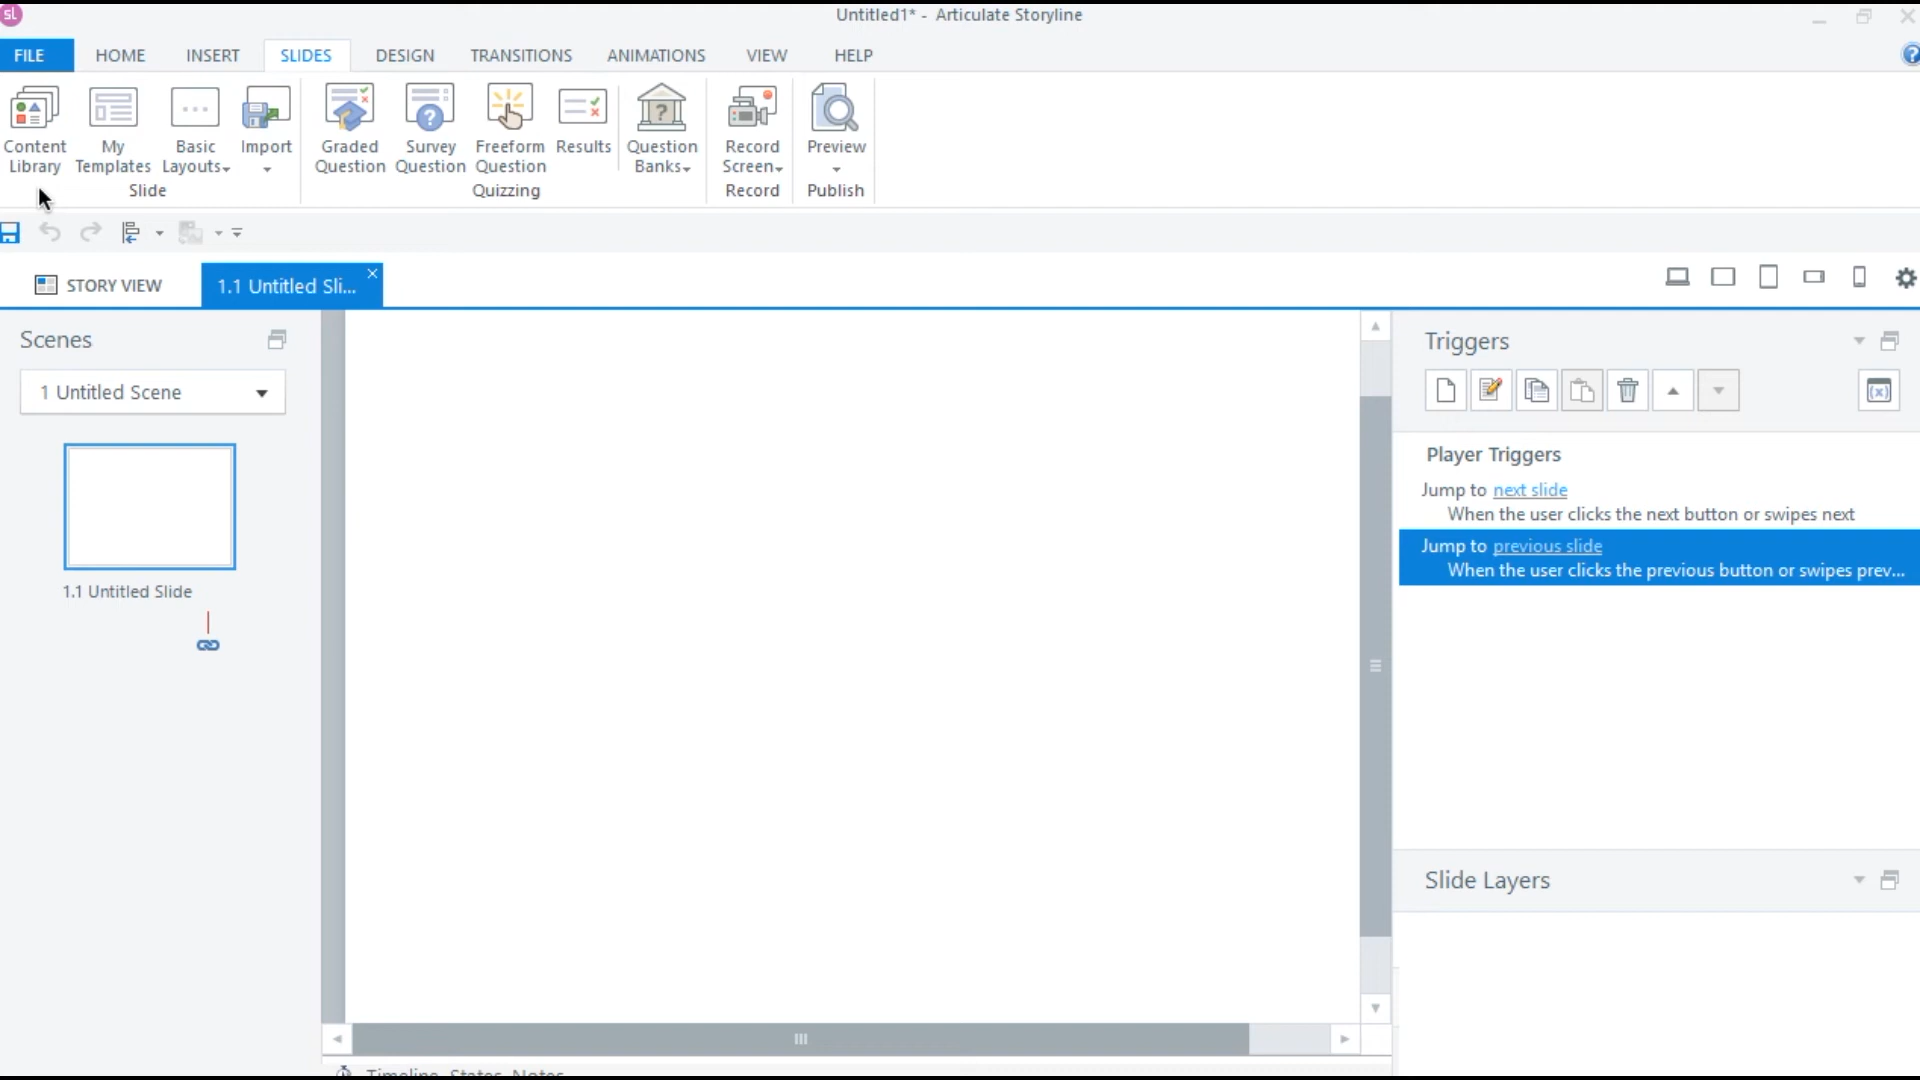 sl
Untitled1* - Articulate Storyline
FILE HOME INSERT SLIDES DESIGN TRANSITIONS ANIMATIONS VIEW HELP
?
Content Library
My Templates
Basic Layouts
Import
Slide
Graded Question
Survey Question
Freeform Question
Results
Question Banks
Quizzing
Record Screen
Record
Preview
Publish
STORY VIEW
1.1 Untitled Sli...
Scenes
1 Untitled Scene
1.1 Untitled Slide
Triggers
(x)
Player Triggers
Jump to next slide
When the user clicks the next button or swipes next
Jump to previous slide
When the user clicks the previous button or swipes prev...
Slide Layers
Timeline States Notes